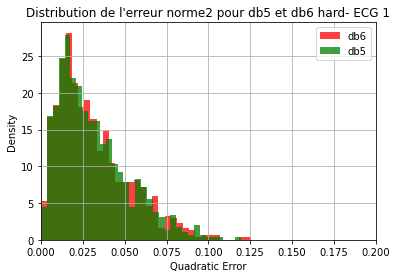 Distribution de l'erreur norme2 pour db5 et db6 hard- ECG 1
db6
db5
25
20
15
10
5
0
Density
0.000 0.025 0.050 0.075 0.100 0.125 0.150 0.175 0.200
Quadratic Error